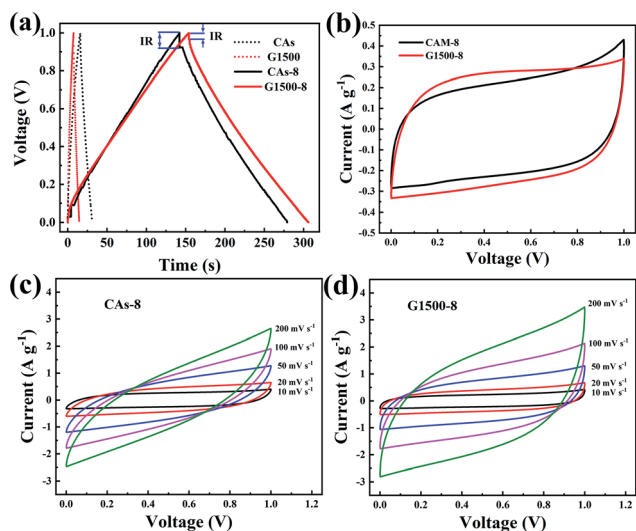 (a)
IR
IR
CAs
G1500
CAs-8
G1500-8
Voltage (V)
1.0
0.8
0.6
0.4
0.2
0.0
0 50 100 150 200 250 300
Time (s)
(b)
CAM-8
G1500-8
Current (A g-1)
0.5
0.4
0.3
0.2
0.1
0.0
-0.1
-0.2
-0.3
-0.4
-0.5
0.0 0.2 0.4 0.6 0.8 1.0
Voltage (V)
(c)
CAs-8
200 mV s-1
100 mV s-1
50 mV s-1
20 mV s-1
10 mV s-1
Current (A g-1)
4
3
2
1
0
-1
-2
-3
0.0 0.2 0.4 0.6 0.8 1.0 1.2
Voltage (V)
(d)
G1500-8
200 mV s-1
100 mV s-1
50 mV s-1
20 mV s-1
10 mV s-1
Current (A g-1)
4
3
2
1
0
-1
-2
-3
0.0 0.2 0.4 0.6 0.8 1.0 1.2
Voltage (V)